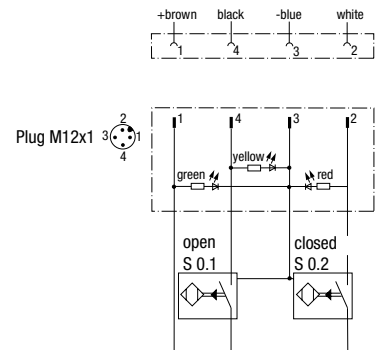 +brown black -blue white
1 4 3 2
Plug M12x1 2 3 1 4
1 4 3 2
yellow
green red
open closed
S 0.1 S 0.2